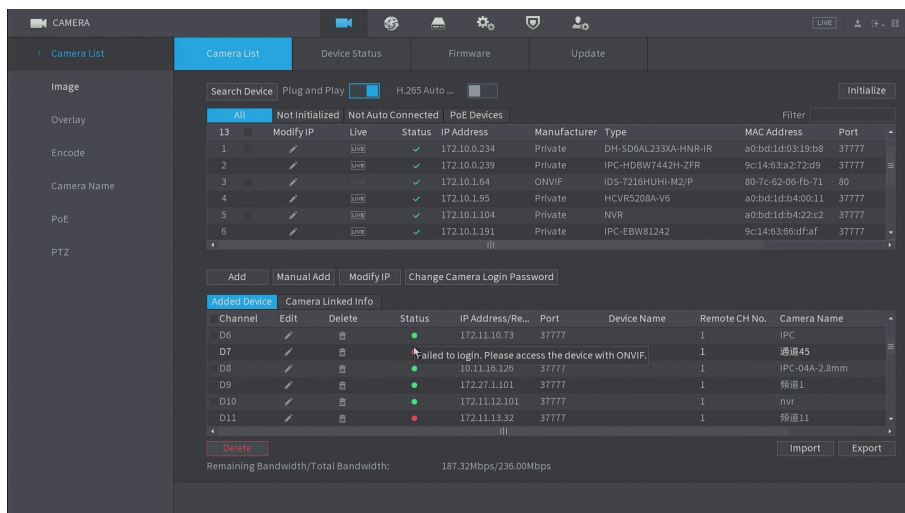 CAMERA LIVE
> Camera List
Image
Overlay
Encode
Camera Name
PoE
PTZ
Camera List Device Status Firmware Update
Search Device Plug and Play H.265 Auto ... Initialize
All Not Initialized Not Auto Connected PoE Devices Filter
13 Modify IP Live Status IP Address Manufacturer Type MAC Address Port
1 LIVE 172.10.0.234 Private DH-SD6AL233XA-HNR-IR a0:bd:1d:03:19:b8 37777
2 LIVE 172.10.0.239 Private IPC-HDBW7442H-ZFR 9c:14:63:a2:72:d9 37777
3 172.10.1.64 ONVIF iDS-7216HUHI-M2/P 80-7c-62-06-fb-71 80
4 LIVE 172.10.1.95 Private HCVR5208A-V6 a0:bd:1d:b4:00:11 37777
5 LIVE 172.10.1.104 Private NVR a0:bd:1d:b4:22:c2 37777
6 LIVE 172.10.1.191 Private IPC-EBW81242 9c:14:63:66:df:af 37777
Add Manual Add Modify IP Change Camera Login Password
Added Device Camera Linked Info
Channel Edit Delete Status IP Address/Re... Port Device Name Remote CH No. Camera Name
D6 172.11.10.73 37777 1 IPC
D7 Failed to login. Please access the device with ONVIF. 1 通道45
D8 10.11.16.126 37777 1 IPC-04A-2.8mm
D9 172.27.1.101 37777 1 頻道1
D10 172.11.12.101 37777 1 nvr
D11 172.11.13.32 37777 1 頻道11
Delete Import Export
Remaining Bandwidth/Total Bandwidth: 187.32Mbps/236.00Mbps